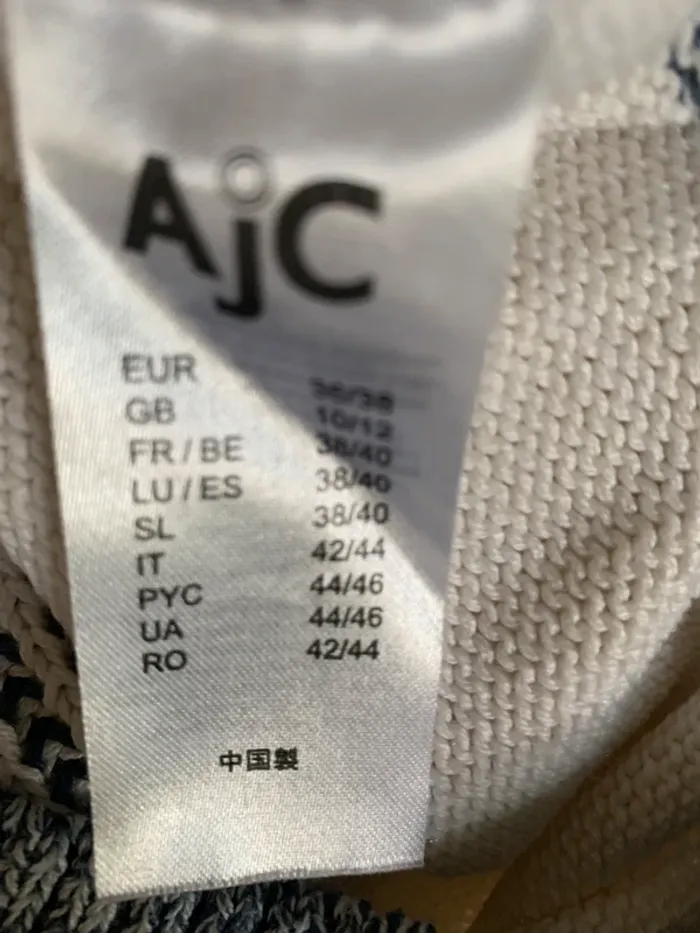 AjC
EUR 36/38
GB 10/12
FR / BE 38/40
LU / ES 38/40
SL 38/40
IT 42/44
РУС 44/46
UA 44/46
RO 42/44
中国製